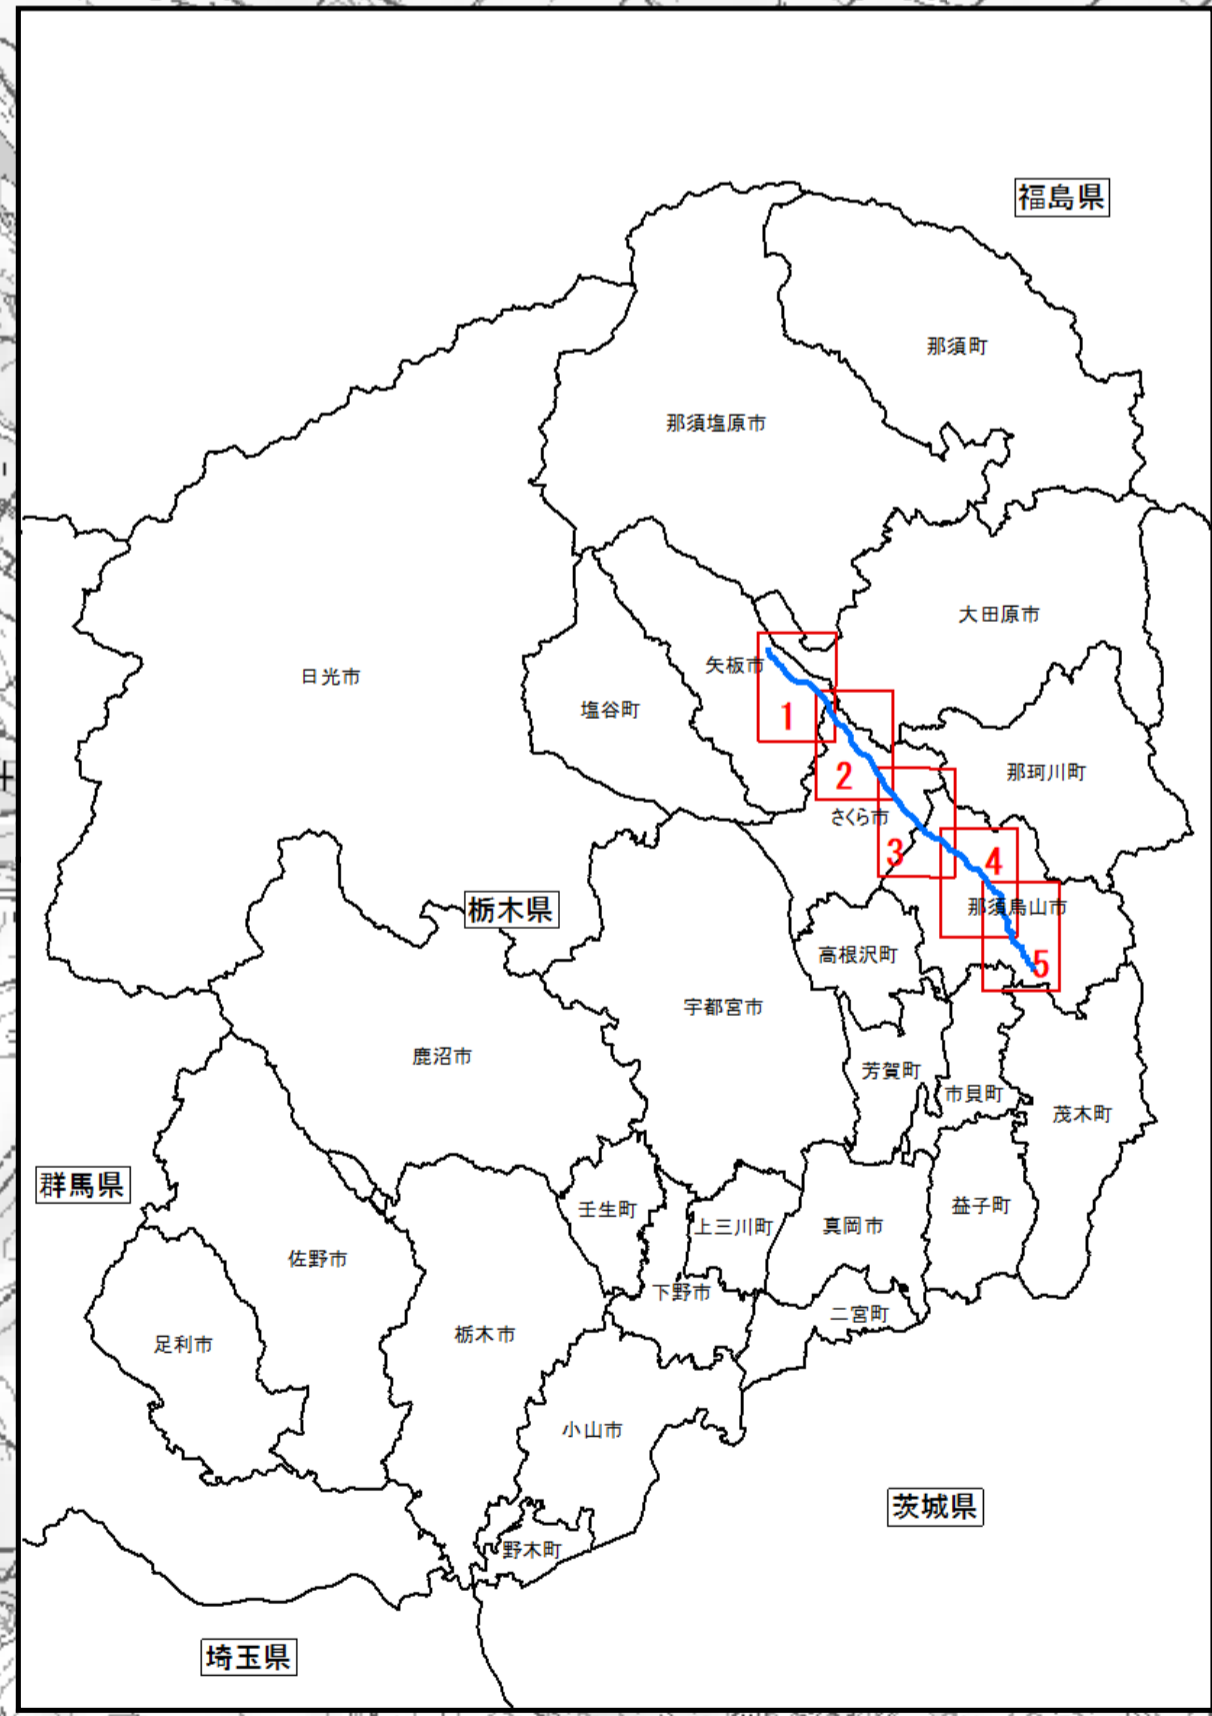 福島県
那須町
那須塩原市
大田原市
矢板市
日光市
塩谷町
1
那珂川町
2
さくら市
3
4
栃木県
那須烏山市
高根沢町
5
宇都宮市
鹿沼市
芳賀町
市貝町
茂木町
群馬県
壬生町
益子町
上三川町
真岡市
佐野市
下野市
二宮町
栃木市
足利市
小山市
茨城県
野木町
埼玉県